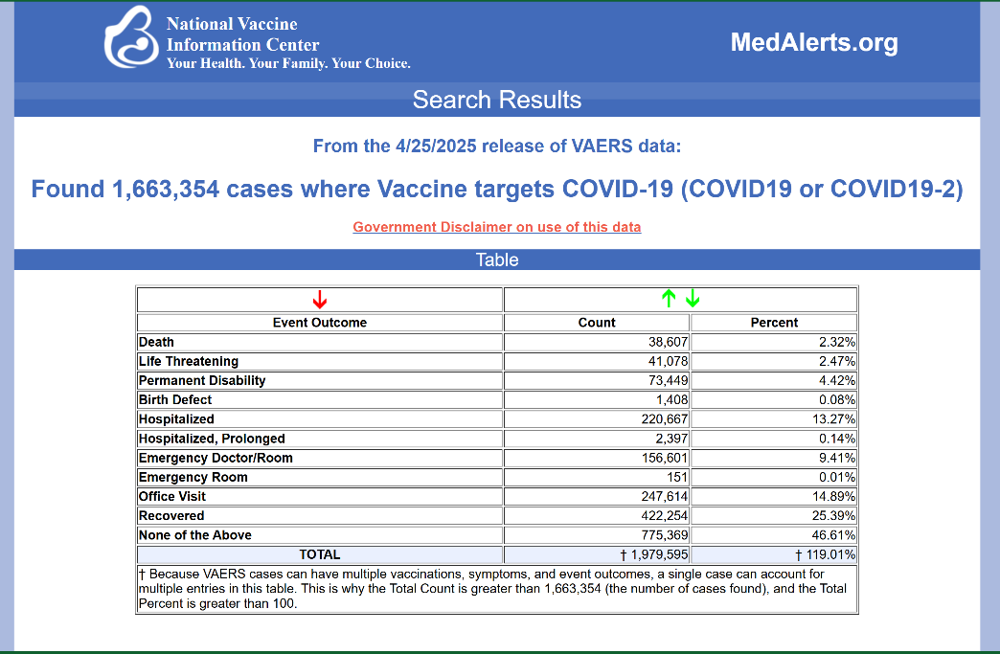 National Vaccine
Information Center
Your Health. Your Family. Your Choice.
MedAlerts.org
Search Results
From the 4/25/2025 release of VAERS data:
Found 1,663,354 cases where Vaccine targets COVID-19 (COVID19 or COVID19-2)
Government Disclaimer on use of this data
Table
↓ ↑ ↓
Event Outcome Count Percent
Death 38,607 2.32%
Life Threatening 41,078 2.47%
Permanent Disability 73,449 4.42%
Birth Defect 1,408 0.08%
Hospitalized 220,667 13.27%
Hospitalized, Prolonged 2,397 0.14%
Emergency Doctor/Room 156,601 9.41%
Emergency Room 151 0.01%
Office Visit 247,614 14.89%
Recovered 422,254 25.39%
None of the Above 775,369 46.61%
TOTAL † 1,979,595 † 119.01%
† Because VAERS cases can have multiple vaccinations, symptoms, and event outcomes, a single case can account for
multiple entries in this table. This is why the Total Count is greater than 1,663,354 (the number of cases found), and the Total
Percent is greater than 100.